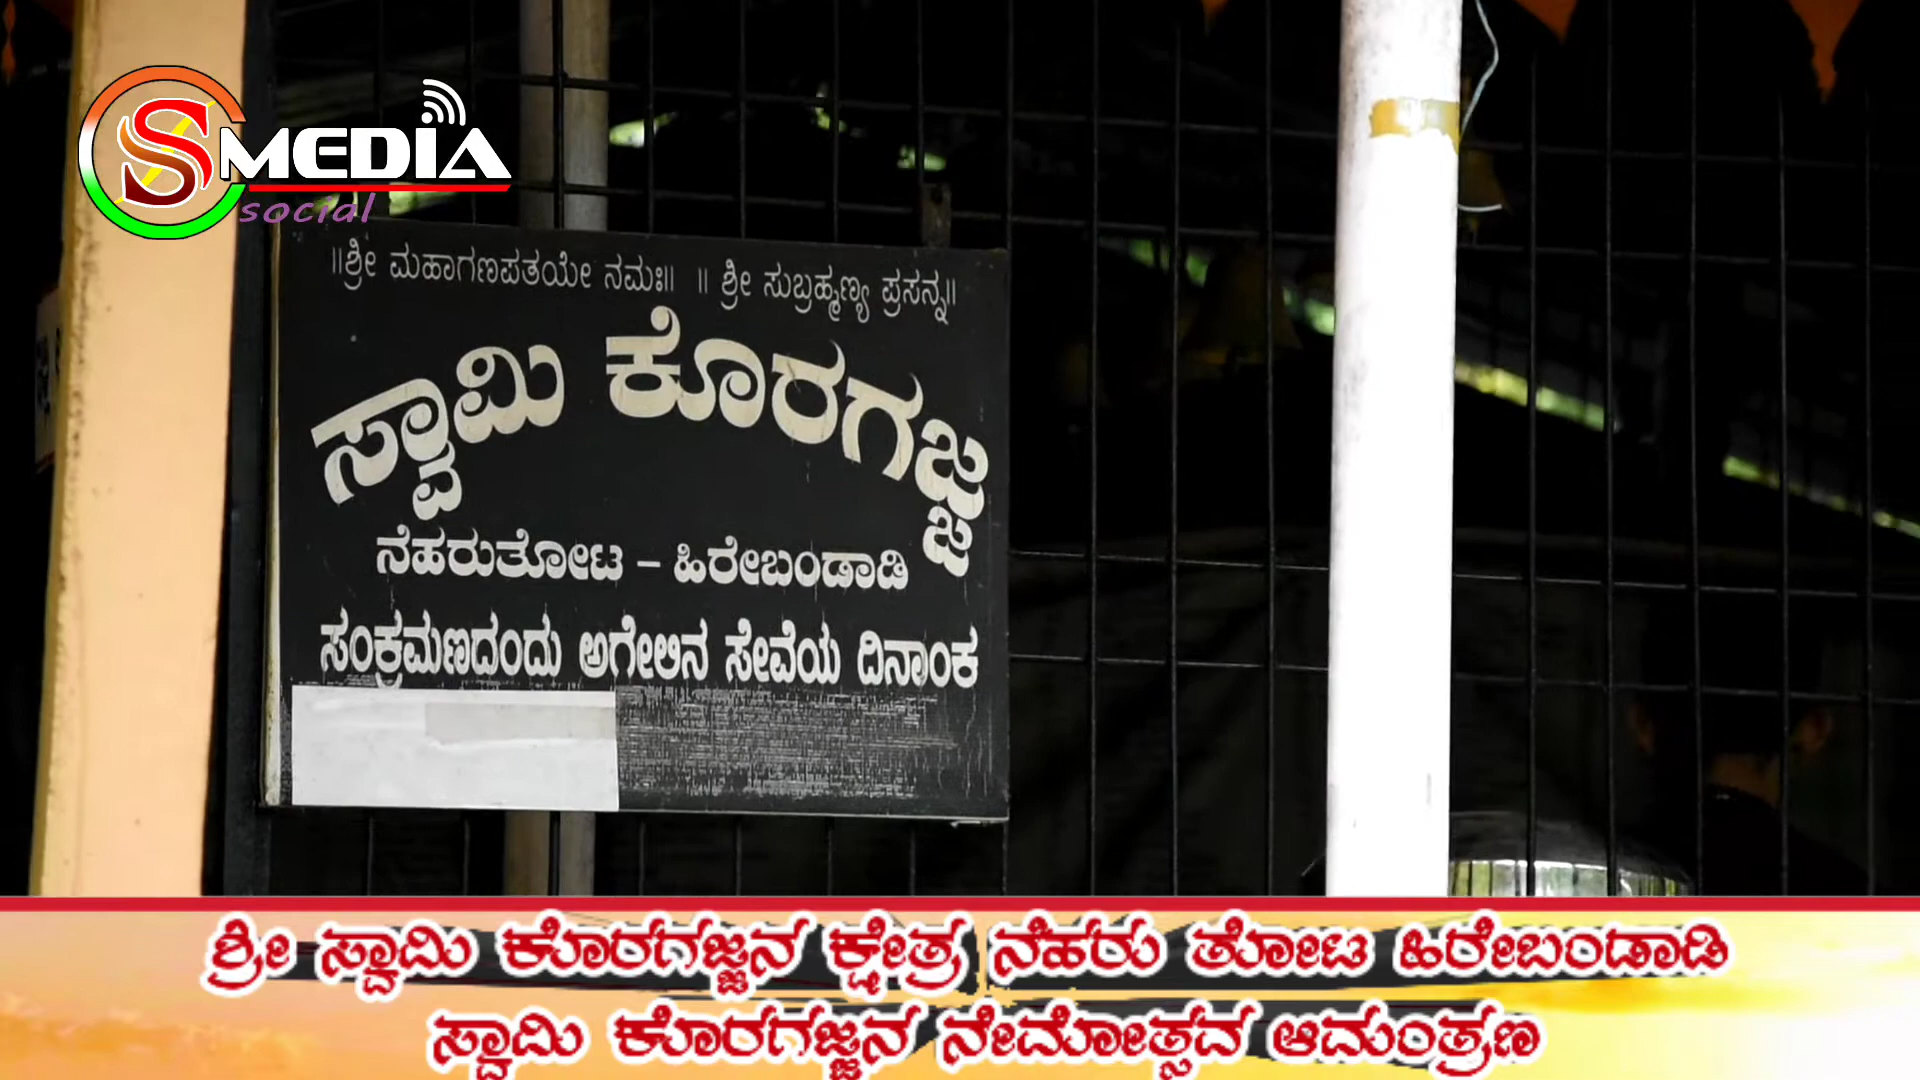 S MEDIA
social
॥ಶ್ರೀ ಮಹಾಗಣಪತಯೇ ನಮಃ॥ ॥ ಶ್ರೀ ಸುಬ್ರಹ್ಮಣ್ಯ ಪ್ರಸನ್ನ॥
ಸ್ವಾಮಿ ಕೊರಗಜ್ಜ
ನೆಹರುತೋಟ – ಹಿರೇಬಂಡಾಡಿ
ಸಂಕ್ರಮಣದಂದು ಅಗೇಲಿನ ಸೇವೆಯ ದಿನಾಂಕ
ಶ್ರೀ ಸ್ವಾಮಿ ಕೊರಗಜ್ಜನ ಕ್ಷೇತ್ರ ನೆಹರು ತೋಟ ಹಿರೇಬಂಡಾಡಿ
ಸ್ವಾಮಿ ಕೊರಗಜ್ಜನ ನೇಮೋತ್ಸವ ಆಮಂತ್ರಣ